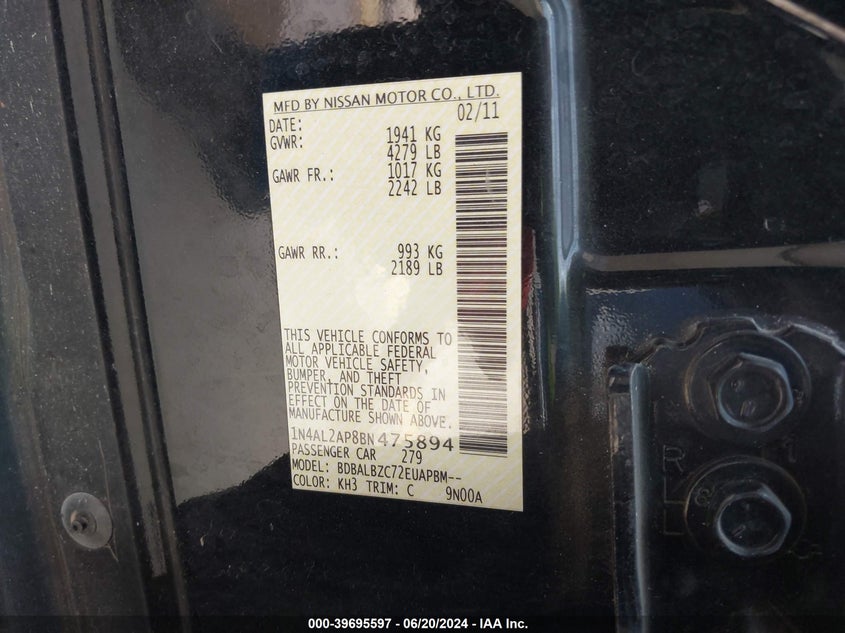 MFD BY NISSAN MOTOR CO., LTD.
DATE: 02/11
GVWR: 1941 KG
4279 LB
GAWR FR.: 1017 KG
2242 LB
GAWR RR.: 993 KG
2189 LB
THIS VEHICLE CONFORMS TO
ALL APPLICABLE FEDERAL
MOTOR VEHICLE SAFETY,
BUMPER, AND THEFT
PREVENTION STANDARDS IN
EFFECT ON THE DATE OF
MANUFACTURE SHOWN ABOVE.
1N4AL2AP8BN475894
PASSENGER CAR 279
MODEL: BDBALBZC72EUAPBM--
COLOR: KH3 TRIM: C 9N00A
R
L
L
8
11
000-39695597 - 06/20/2024 - IAA Inc.